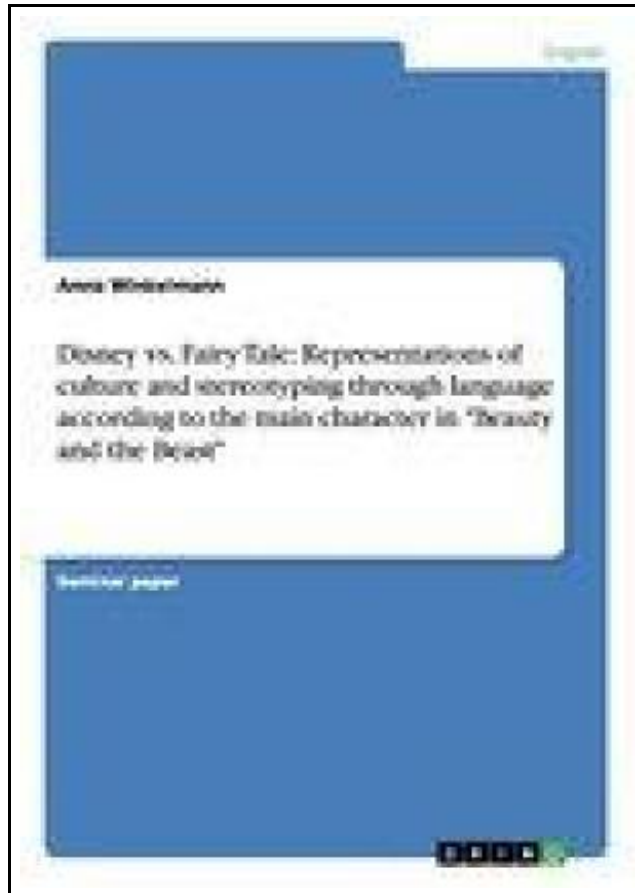 Anna Winkelmann
Disney vs. Fairy Tale: Representations of
culture and stereotyping through language
according to the main character in "Beauty
and the Beast"
Seminar paper